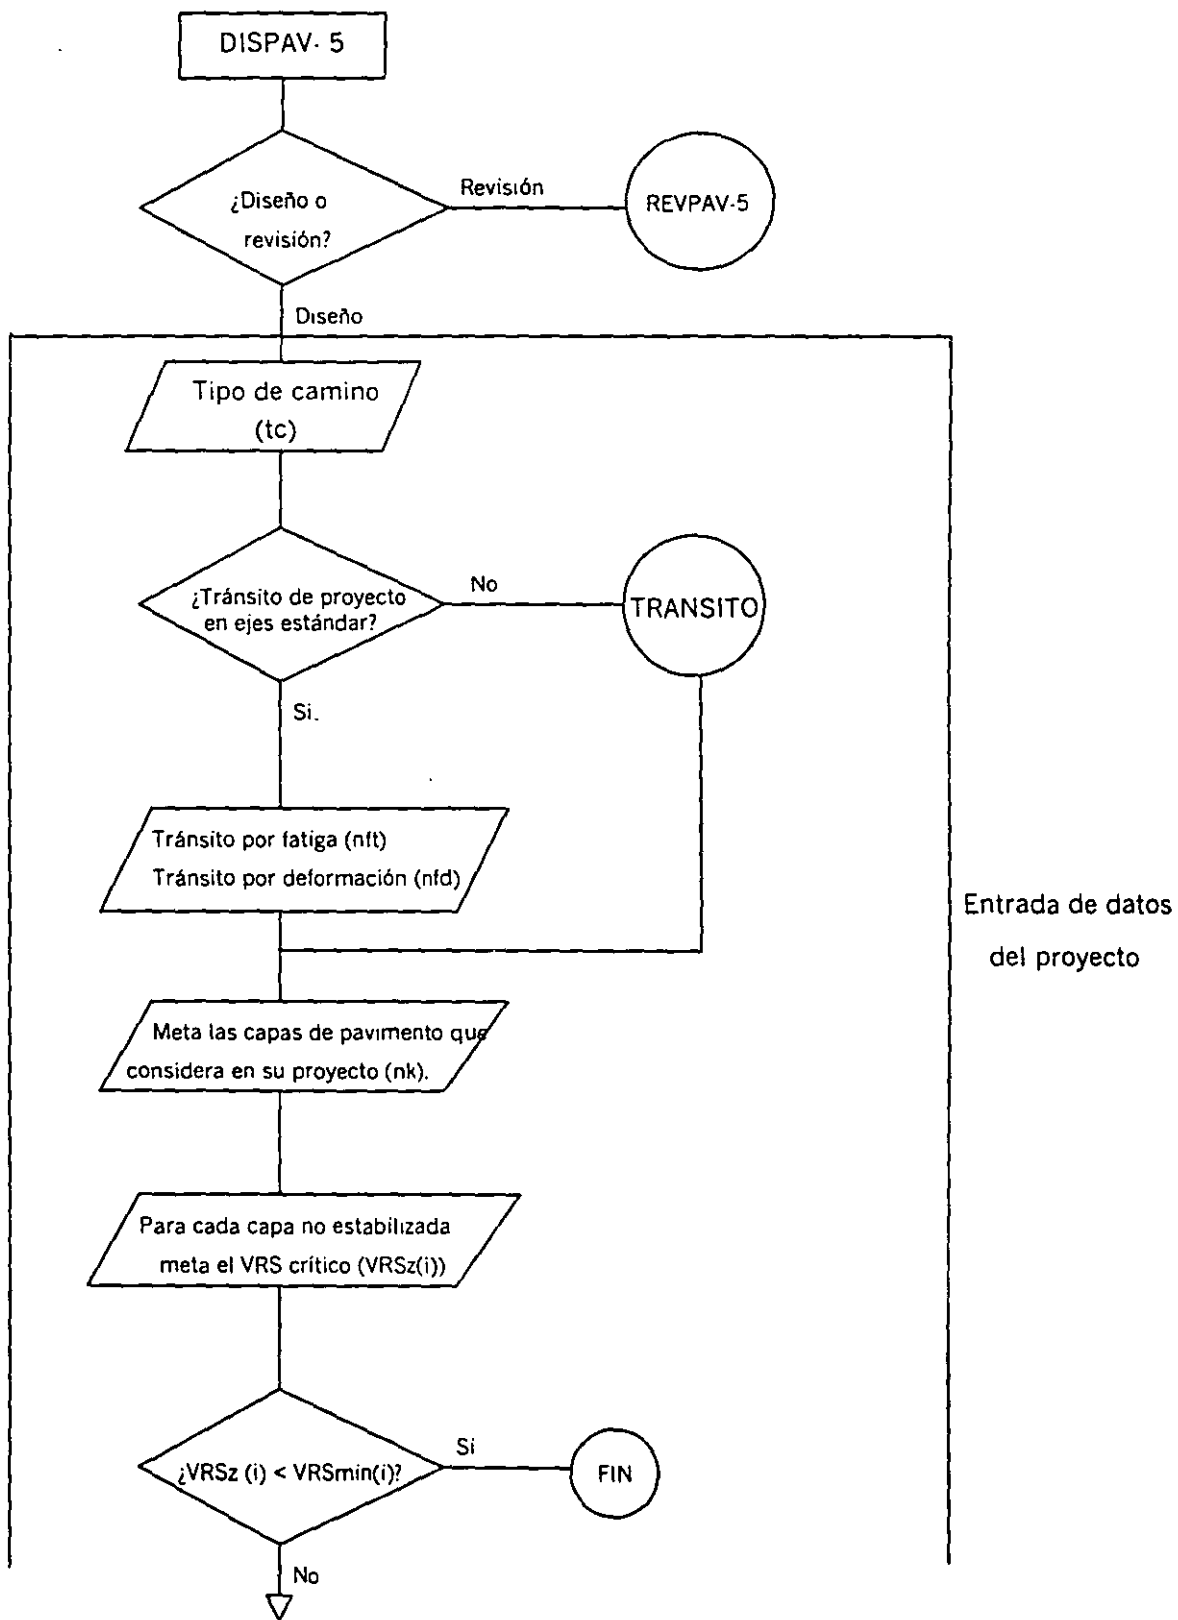 DISPAV- 5
¿Diseño o
revisión?
Revisión
REVPAV-5
Diseño
Tipo de camino
(tc)
¿Tránsito de proyecto
en ejes estándar?
No
TRANSITO
Si.
Tránsito por fatiga (nft)
Tránsito por deformación (nfd)
Entrada de datos
del proyecto
Meta las capas de pavimento que
considera en su proyecto (nk).
Para cada capa no estabilizada
meta el VRS crítico (VRSz(i))
¿VRSz (i) < VRSmin(i)?
Si
FIN
No